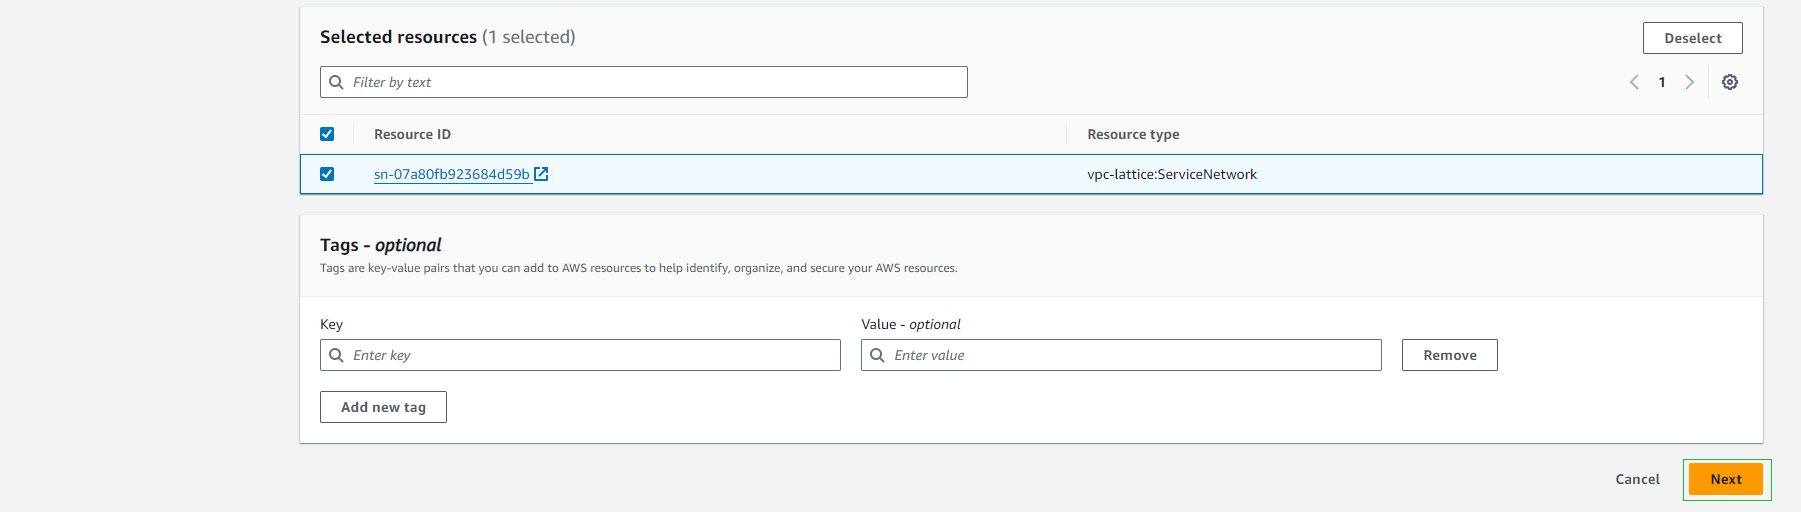 Selected resources (1 selected)
Deselect
Filter by text
1
Resource ID
Resource type
sn-07a80fb923684d59b
vpc-lattice:ServiceNetwork
Tags - optional
Tags are key-value pairs that you can add to AWS resources to help identify, organize, and secure your AWS resources.
Key
Value - optional
Enter key
Enter value
Remove
Add new tag
Cancel
Next